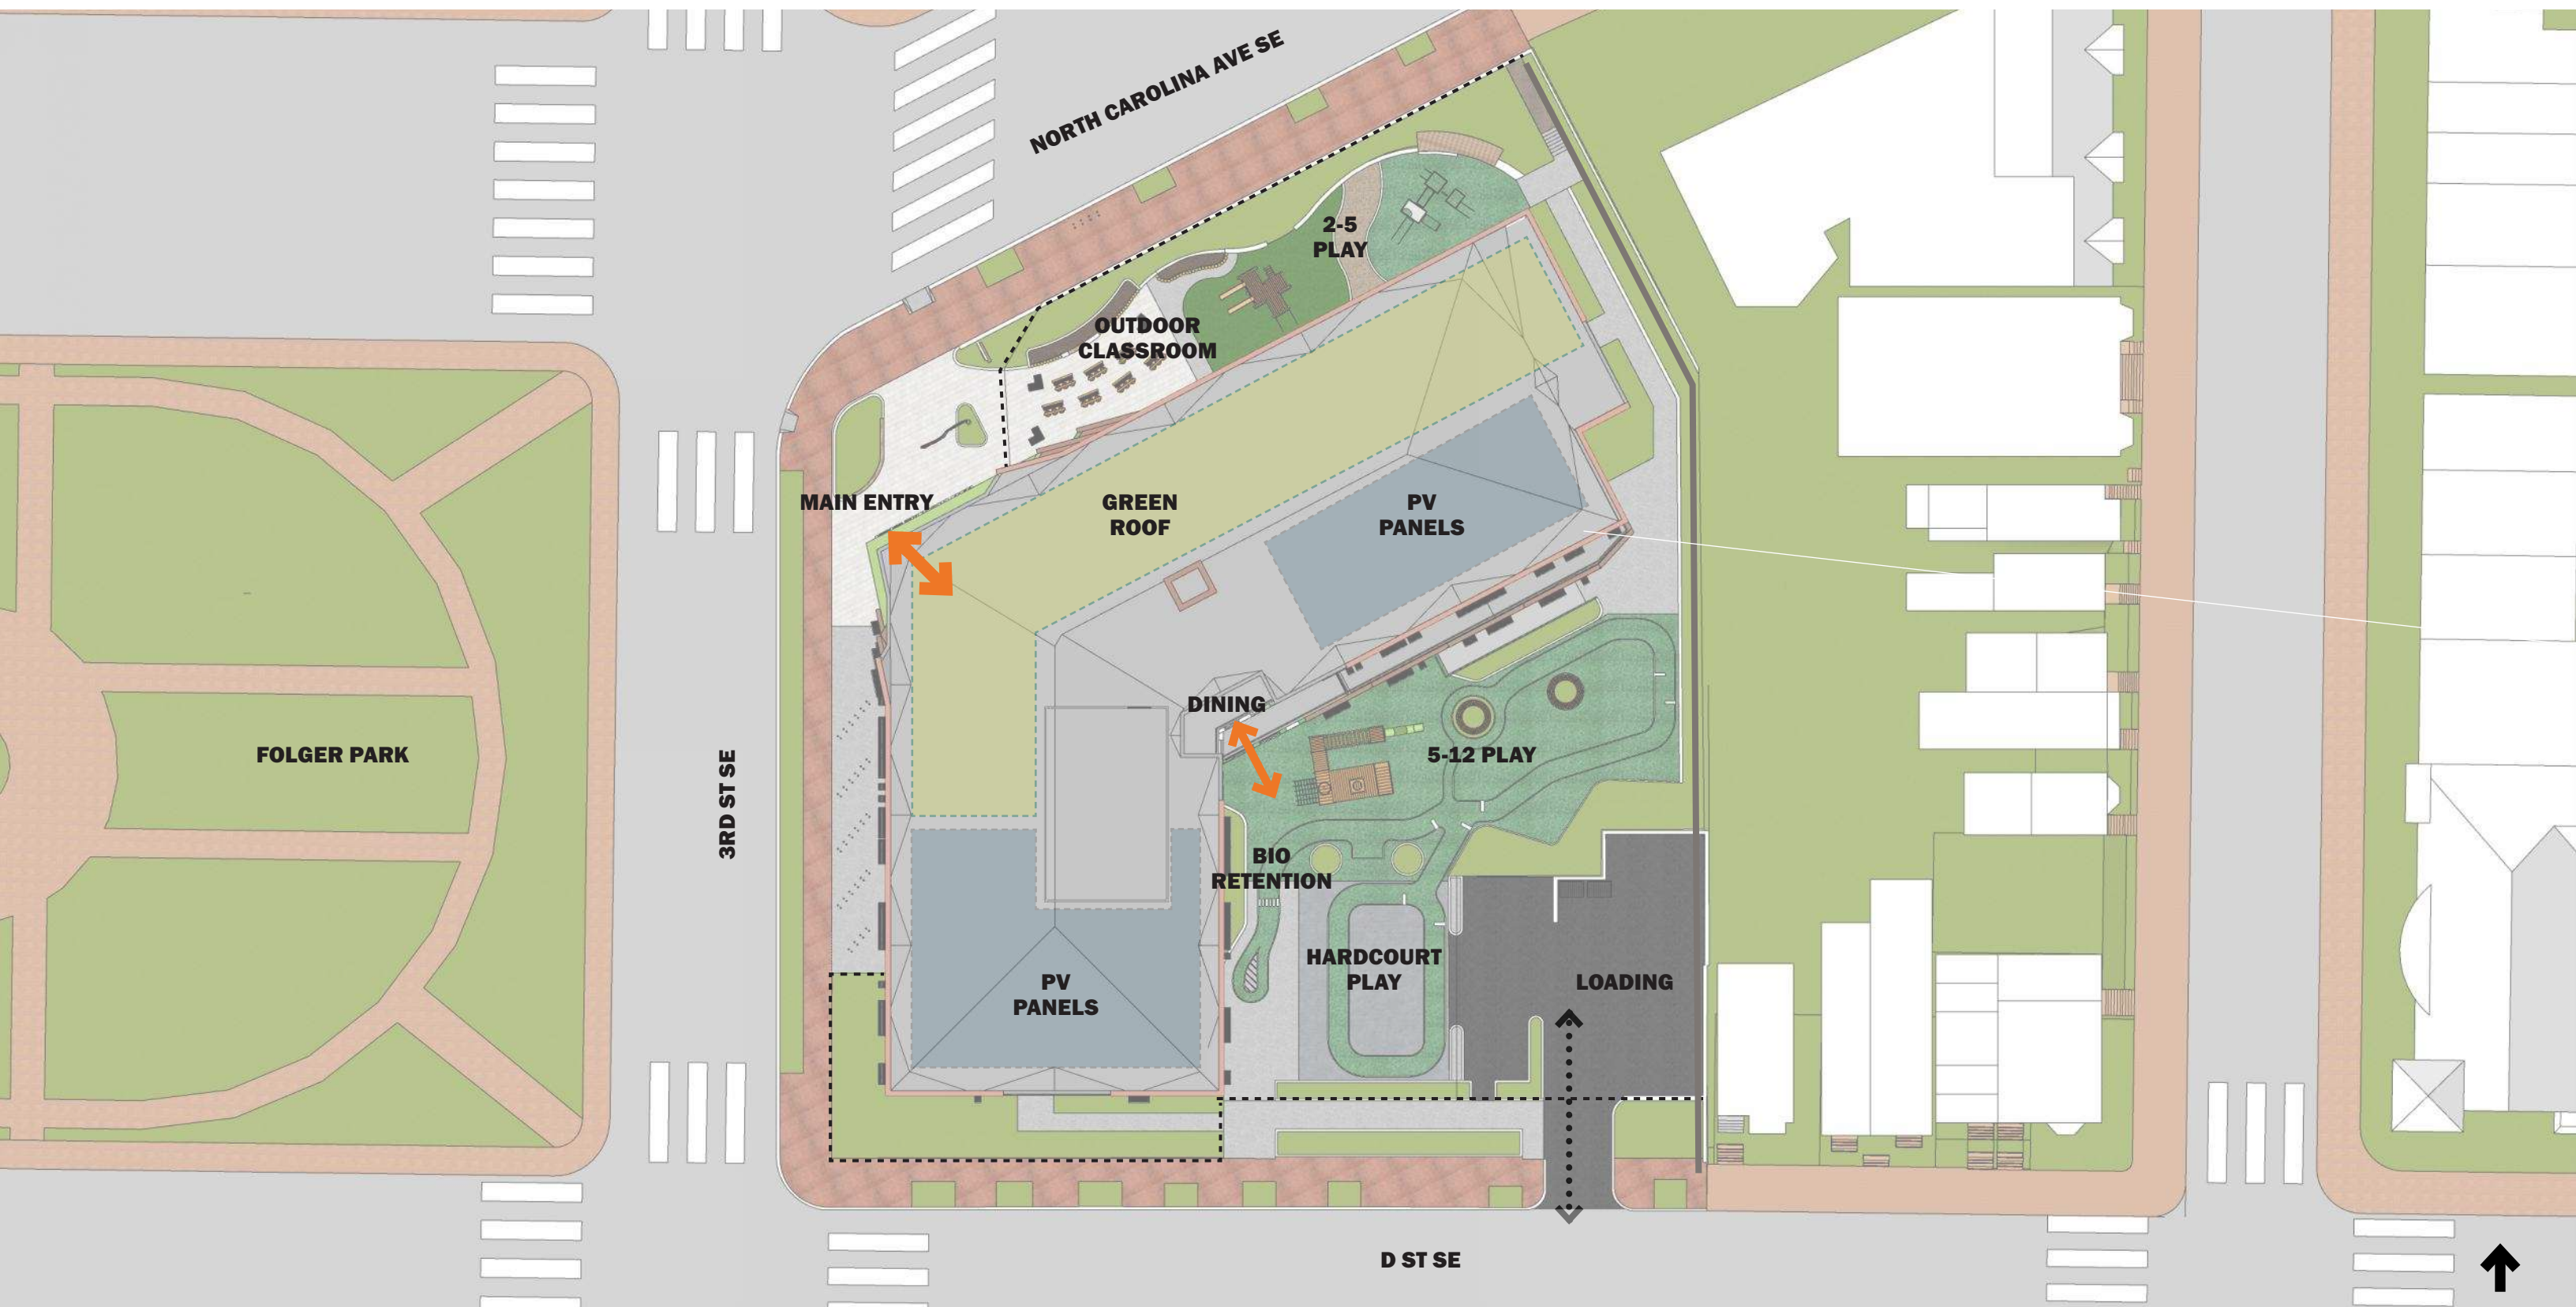 NORTH CAROLINA AVE SE
2-5
PLAY
OUTDOOR
CLASSROOM
MAIN ENTRY
GREEN
ROOF
PV
PANELS
DINING
FOLGER PARK
3RD ST SE
5-12 PLAY
BIO
RETENTION
HARDCOURT
PLAY
LOADING
PV
PANELS
D ST SE